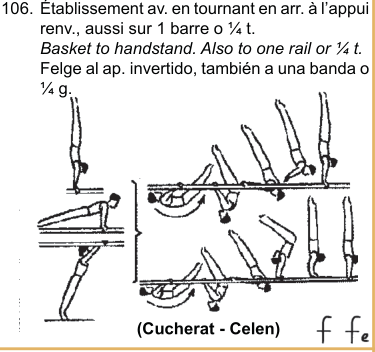 106. Établissement av. en tournant en arr. à l'appui
renv., aussi sur 1 barre o ¼ t.
Basket to handstand. Also to one rail or ¼ t.
Felge al ap. invertido, también a una banda o
¼ g.
(Cucherat - Celen)
f fe